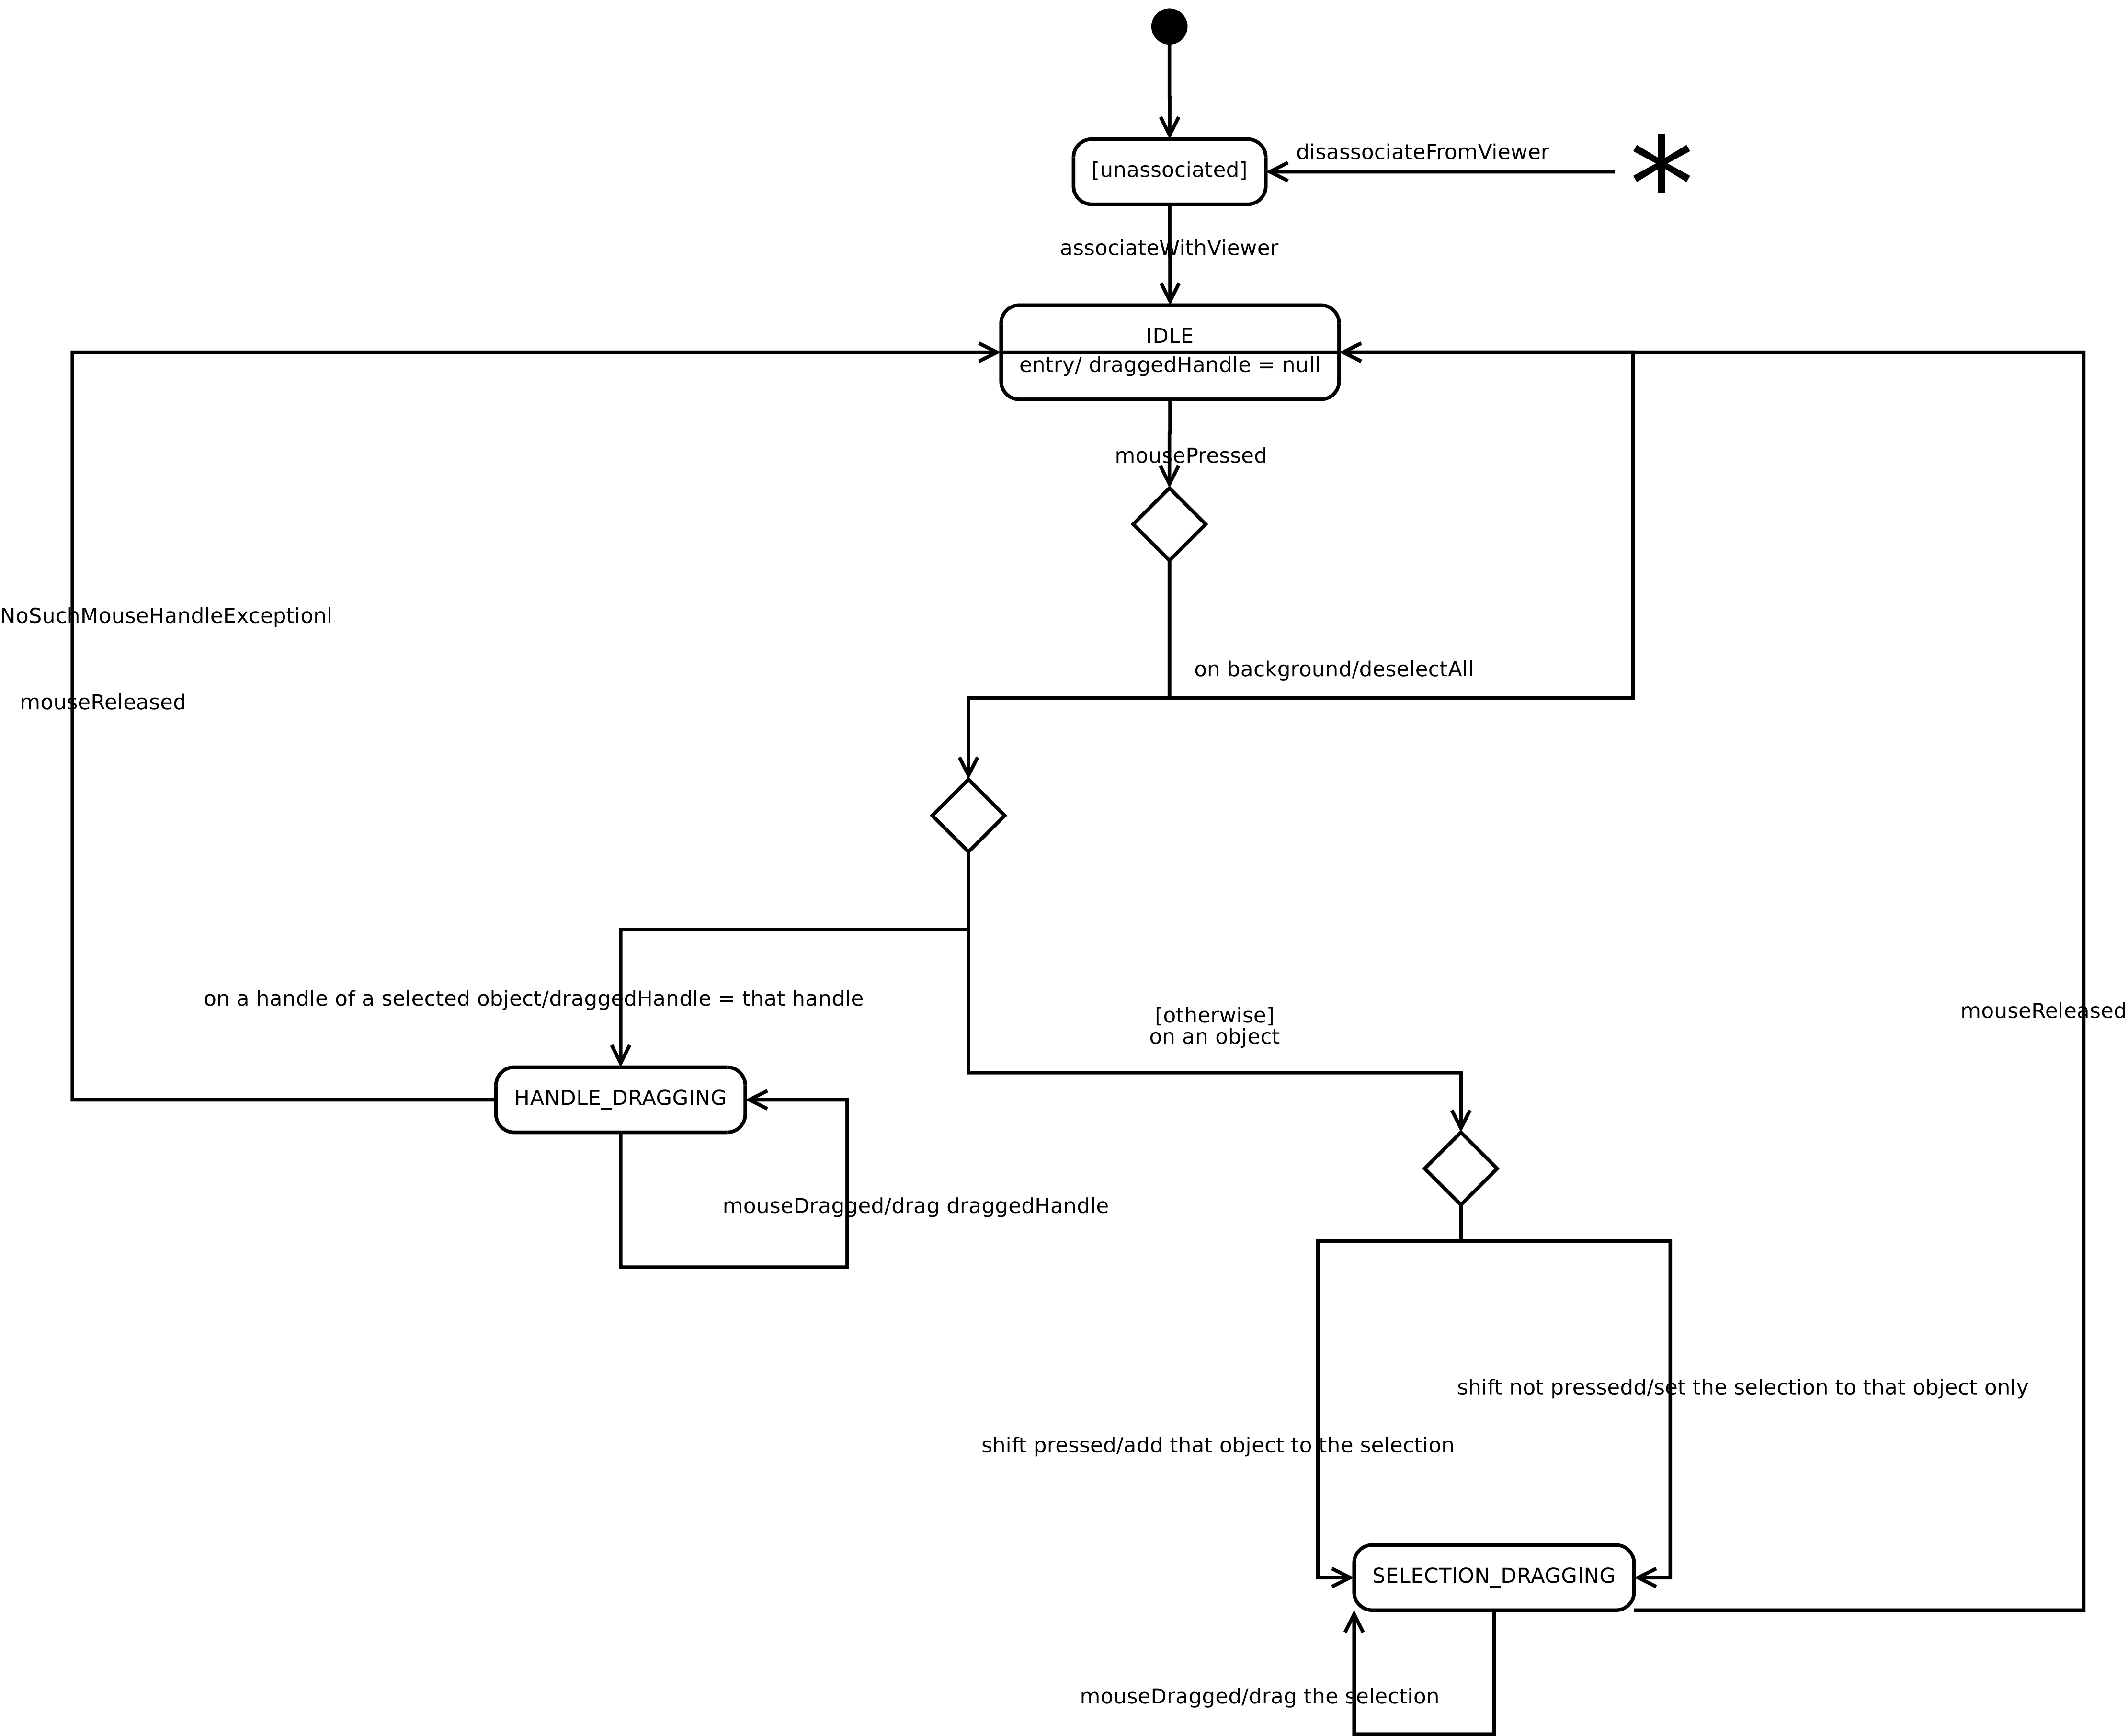 [unassociated]
disassociateFromViewer
*
associateWithViewer
IDLE
entry/ draggedHandle = null
mousePressed
NoSuchMouseHandleExceptionl
on background/deselectAll
mouseReleased
on a handle of a selected object/draggedHandle = that handle
[otherwise]
on an object
mouseReleased
HANDLE_DRAGGING
mouseDragged/drag draggedHandle
shift not pressedd/set the selection to that object only
shift pressed/add that object to the selection
SELECTION_DRAGGING
mouseDragged/drag the selection